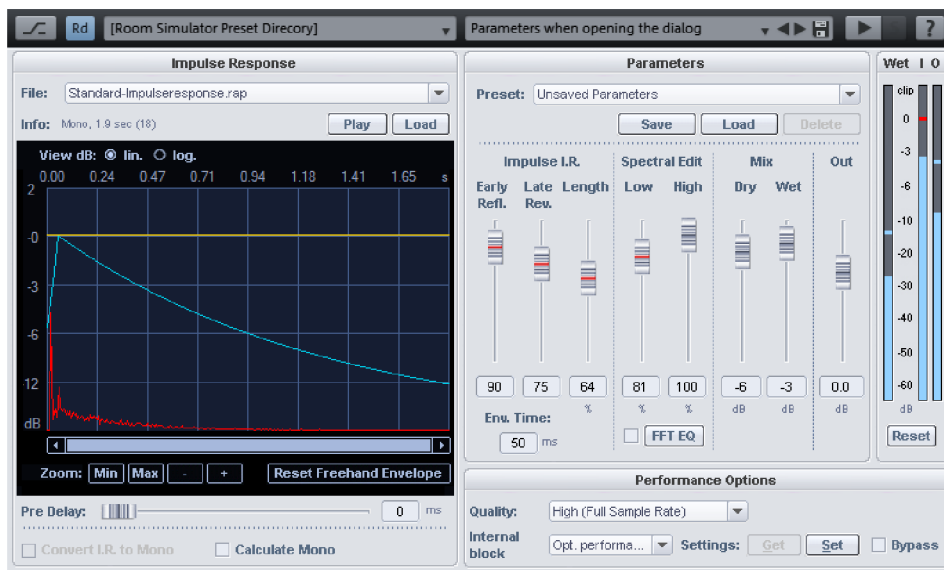 Rd [Room Simulator Preset Direcory] Parameters when opening the dialog ?
Impulse Response
File: Standard-Impulseresponse.rap
Info: Mono, 1.9 sec (18) Play Load
View dB: lin. log.
0.00 0.24 0.47 0.71 0.94 1.18 1.41 1.65 s
2
-0
-3
-6
-12
dB
Zoom: Min Max - + Reset Freehand Envelope
Pre Delay: 0 ms
Convert I.R. to Mono Calculate Mono
Parameters
Preset: Unsaved Parameters
Save Load Delete
Impulse I.R. Spectral Edit Mix Out
Early Late Length Low High Dry Wet
Refl. Rev.
90 75 64 81 100 -6 -3 0.0
% % % dB dB dB
Env. Time:
50 ms FFT EQ
Performance Options
Quality: High (Full Sample Rate)
Internal
block Opt. performa... Settings: Get Set Bypass
Wet I O
clip
0
-3
-6
-10
-20
-30
-40
-50
-60
dB
Reset